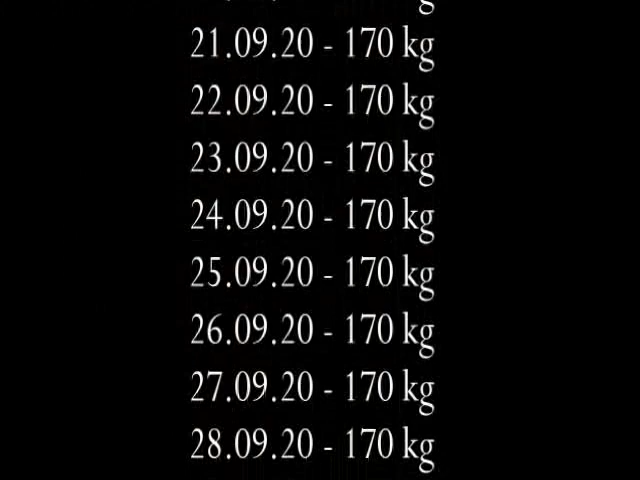 21.09.20 - 170 kg
22.09.20 - 170 kg
23.09.20 - 170 kg
24.09.20 - 170 kg
25.09.20 - 170 kg
26.09.20 - 170 kg
27.09.20 - 170 kg
28.09.20 - 170 kg